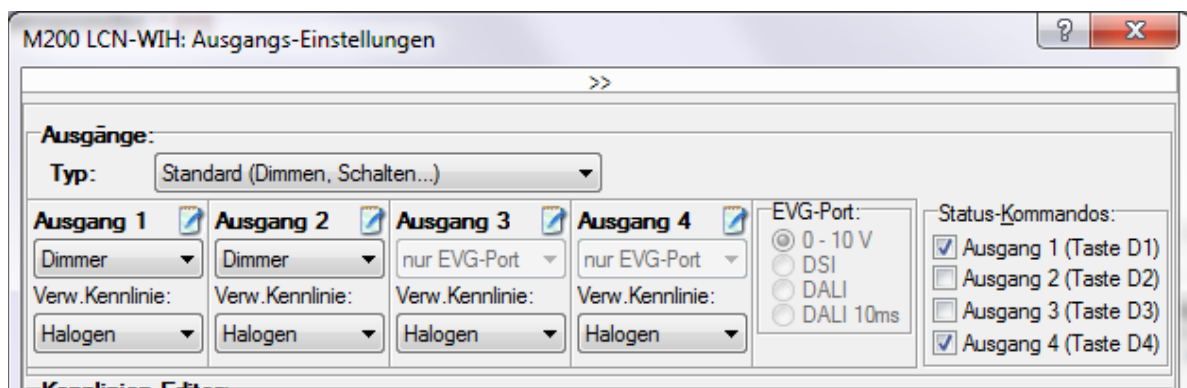 M200 LCN-WIH: Ausgangs-Einstellungen
>>
Ausgänge:
Typ: Standard (Dimmen, Schalten...)
Ausgang 1 Ausgang 2 Ausgang 3 Ausgang 4
Dimmer Dimmer nur EVG-Port nur EVG-Port
Verw.Kennlinie: Verw.Kennlinie: Verw.Kennlinie: Verw.Kennlinie:
Halogen Halogen Halogen Halogen
EVG-Port:
0 - 10 V
DSI
DALI
DALI 10ms
Status-Kommandos:
Ausgang 1 (Taste D1)
Ausgang 2 (Taste D2)
Ausgang 3 (Taste D3)
Ausgang 4 (Taste D4)